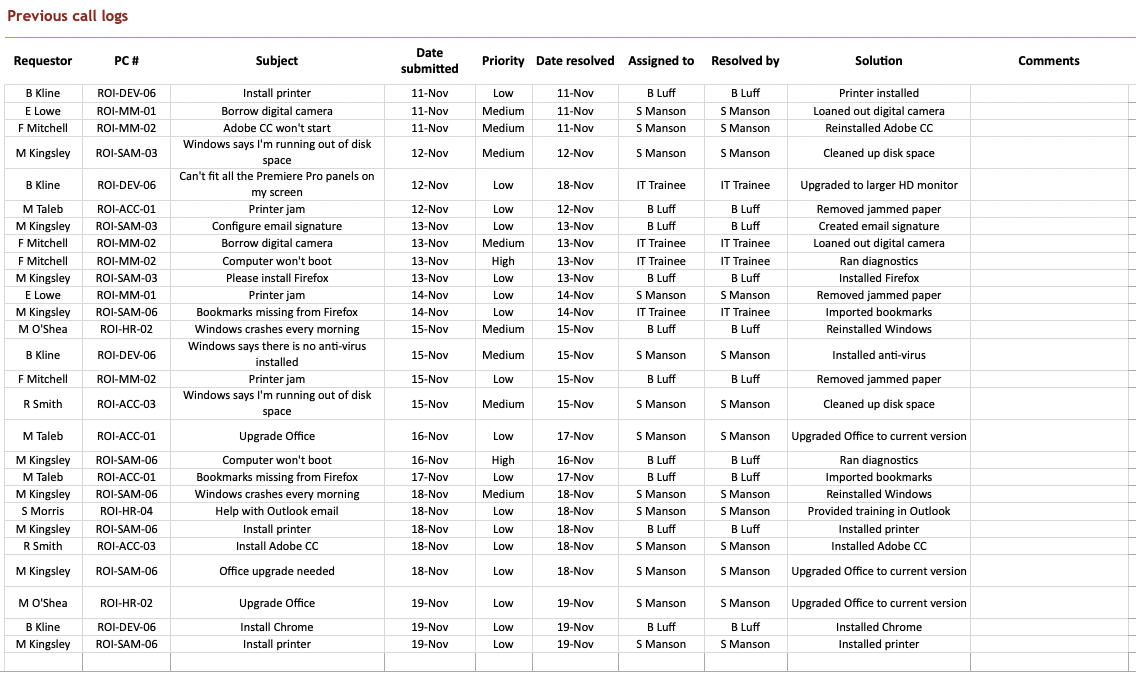 Previous call logs
Requestor PC # Subject Date submitted Priority Date resolved Assigned to Resolved by Solution Comments
B Kline ROI-DEV-06 Install printer 11-Nov Low 11-Nov B Luff B Luff Printer installed
E Lowe ROI-MM-01 Borrow digital camera 11-Nov Medium 11-Nov S Manson S Manson Loaned out digital camera
F Mitchell ROI-MM-02 Adobe CC won't start 11-Nov Medium 11-Nov S Manson S Manson Reinstalled Adobe CC
M Kingsley ROI-SAM-03 Windows says I'm running out of disk space 12-Nov Medium 12-Nov S Manson S Manson Cleaned up disk space
B Kline ROI-DEV-06 Can't fit all the Premiere Pro panels on my screen 12-Nov Low 18-Nov IT Trainee IT Trainee Upgraded to larger HD monitor
M Taleb ROI-ACC-01 Printer jam 12-Nov Low 12-Nov B Luff B Luff Removed jammed paper
M Kingsley ROI-SAM-03 Configure email signature 13-Nov Low 13-Nov B Luff B Luff Created email signature
F Mitchell ROI-MM-02 Borrow digital camera 13-Nov Medium 13-Nov IT Trainee IT Trainee Loaned out digital camera
F Mitchell ROI-MM-02 Computer won't boot 13-Nov High 13-Nov IT Trainee IT Trainee Ran diagnostics
M Kingsley ROI-SAM-03 Please install Firefox 13-Nov Low 13-Nov B Luff B Luff Installed Firefox
E Lowe ROI-MM-01 Printer jam 14-Nov Low 14-Nov S Manson S Manson Removed jammed paper
M Kingsley ROI-SAM-06 Bookmarks missing from Firefox 14-Nov Low 14-Nov IT Trainee IT Trainee Imported bookmarks
M O'Shea ROI-HR-02 Windows crashes every morning 15-Nov Medium 15-Nov B Luff B Luff Reinstalled Windows
B Kline ROI-DEV-06 Windows says there is no anti-virus installed 15-Nov Medium 15-Nov S Manson S Manson Installed anti-virus
F Mitchell ROI-MM-02 Printer jam 15-Nov Low 15-Nov B Luff B Luff Removed jammed paper
R Smith ROI-ACC-03 Windows says I'm running out of disk space 15-Nov Medium 15-Nov S Manson S Manson Cleaned up disk space
M Taleb ROI-ACC-01 Upgrade Office 16-Nov Low 17-Nov S Manson S Manson Upgraded Office to current version
M Kingsley ROI-SAM-06 Computer won't boot 16-Nov High 16-Nov B Luff B Luff Ran diagnostics
M Taleb ROI-ACC-01 Bookmarks missing from Firefox 17-Nov Low 17-Nov B Luff B Luff Imported bookmarks
M Kingsley ROI-SAM-06 Windows crashes every morning 18-Nov Medium 18-Nov S Manson S Manson Reinstalled Windows
S Morris ROI-HR-04 Help with Outlook email 18-Nov Low 18-Nov S Manson S Manson Provided training in Outlook
M Kingsley ROI-SAM-06 Install printer 18-Nov Low 18-Nov B Luff B Luff Installed printer
R Smith ROI-ACC-03 Install Adobe CC 18-Nov Low 18-Nov S Manson S Manson Installed Adobe CC
M Kingsley ROI-SAM-06 Office upgrade needed 18-Nov Low 18-Nov S Manson S Manson Upgraded Office to current version
M O'Shea ROI-HR-02 Upgrade Office 19-Nov Low 19-Nov S Manson S Manson Upgraded Office to current version
B Kline ROI-DEV-06 Install Chrome 19-Nov Low 19-Nov B Luff B Luff Installed Chrome
M Kingsley ROI-SAM-06 Install printer 19-Nov Low 19-Nov S Manson S Manson Installed printer